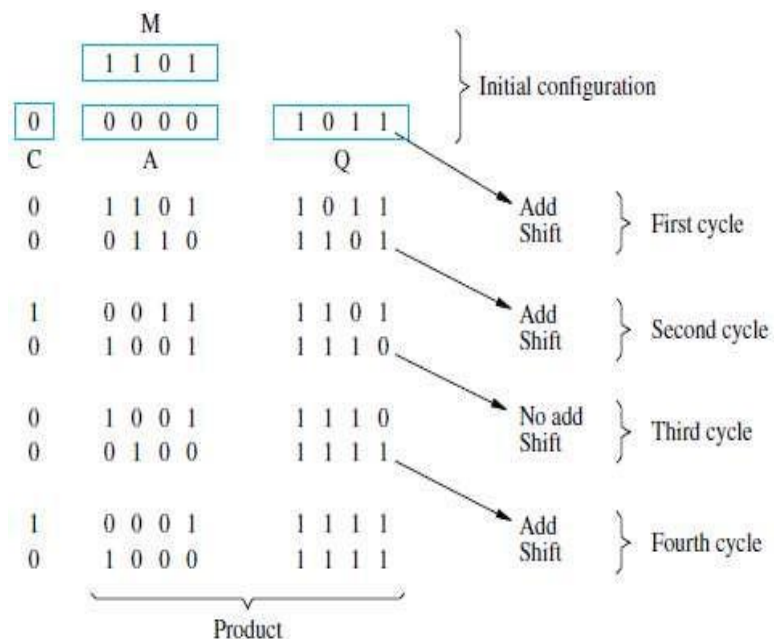 M
1 1 0 1
Initial configuration
0 0 0 0 0 1 0 1 1
C A Q
0 1 1 0 1 1 0 1 1 Add
First cycle
0 0 1 1 0 1 1 0 1 Shift
1 0 0 1 1 1 1 0 1 Add
Second cycle
0 1 0 0 1 1 1 1 0 Shift
0 1 0 0 1 1 1 1 0 No add
Third cycle
0 0 1 0 0 1 1 1 1 Shift
1 0 0 0 1 1 1 1 1 Add
Fourth cycle
0 1 0 0 0 1 1 1 1 Shift
Product